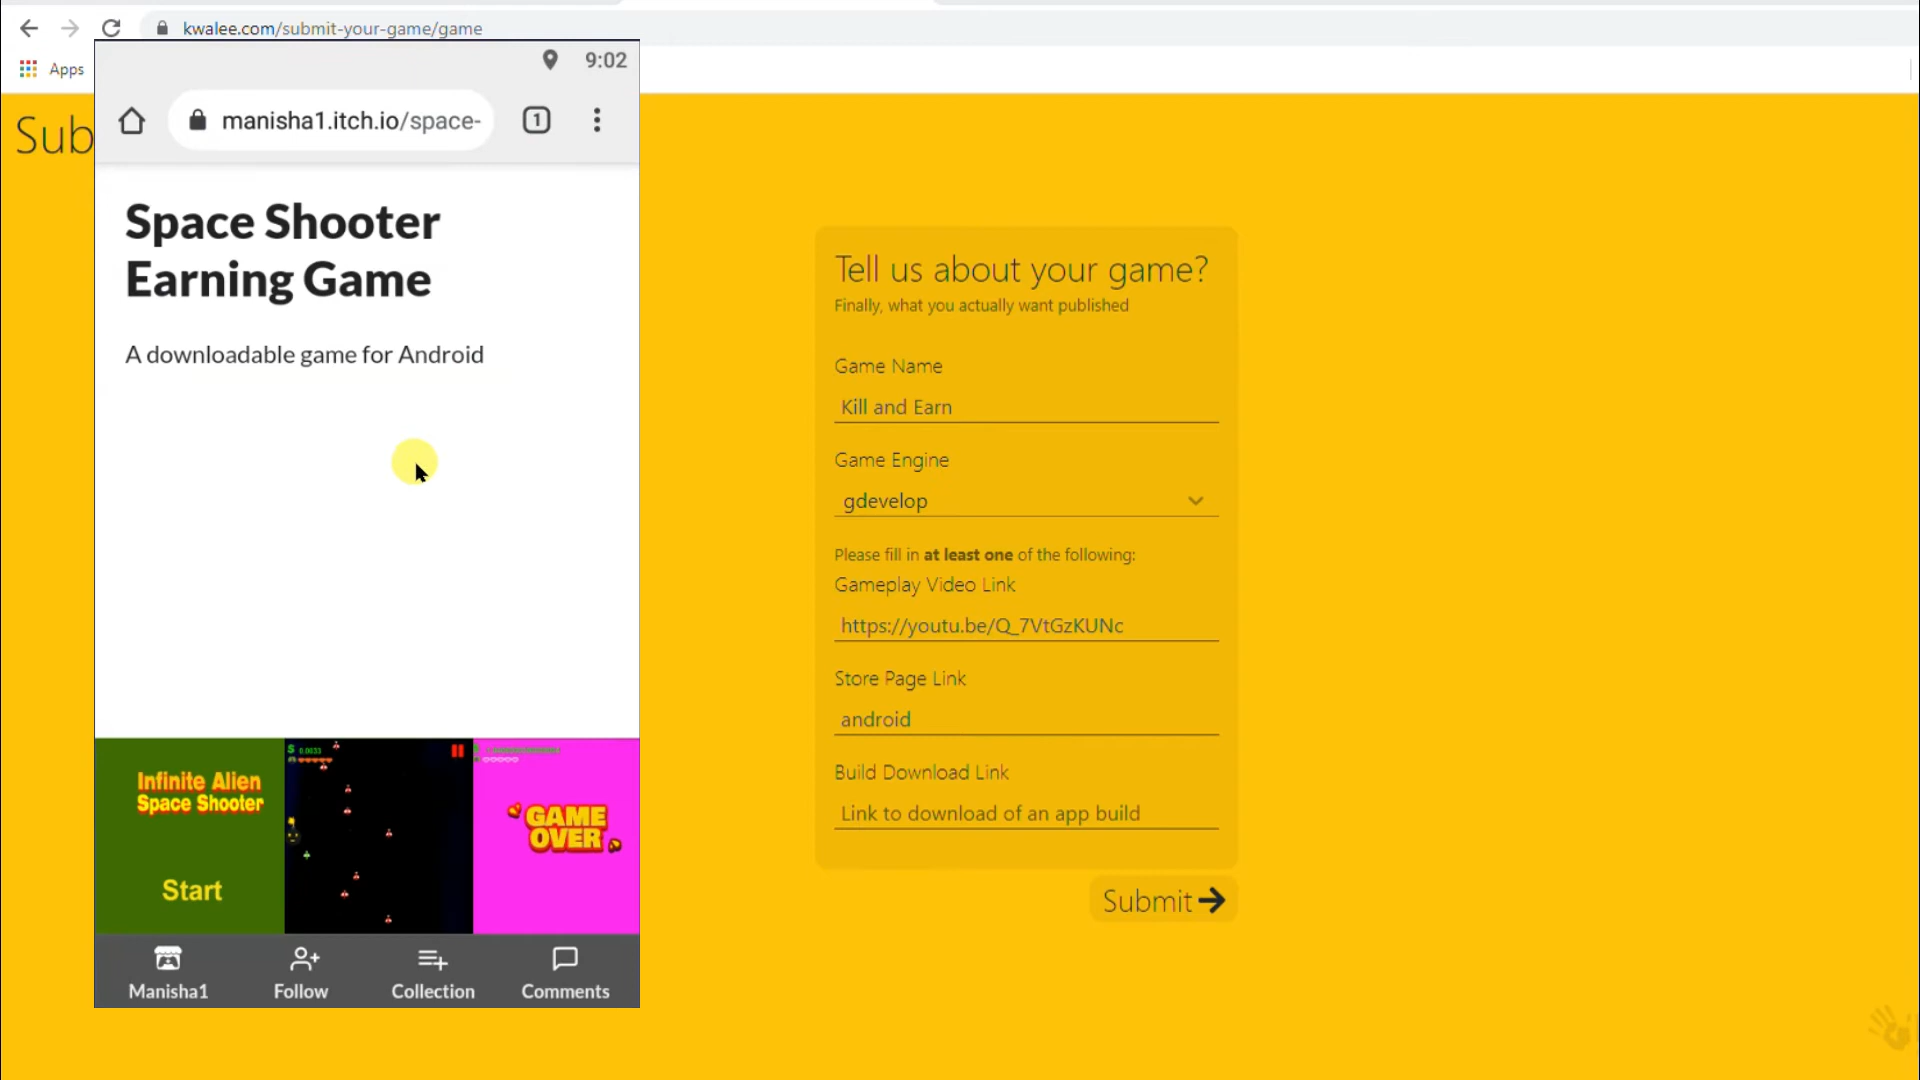 kwalee.com/submit-your-game/game
Apps
Sub
9:02
manisha1.itch.io/space-
1
Space Shooter
Earning Game
A downloadable game for Android
Infinite Alien
Space Shooter
Start
$ 0.0033
GAME
OVER
Manisha1
Follow
Collection
Comments
Tell us about your game?
Finally, what you actually want published
Game Name
Kill and Earn
Game Engine
gdevelop
Please fill in at least one of the following:
Gameplay Video Link
https://youtu.be/Q_7VtGzKUNc
Store Page Link
android
Build Download Link
Link to download of an app build
Submit